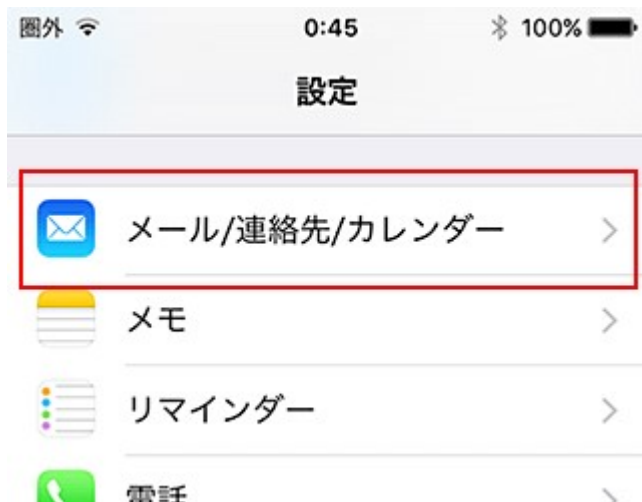 圏外 0:45 100%
設定
メール/連絡先/カレンダー
メモ
リマインダー
電話